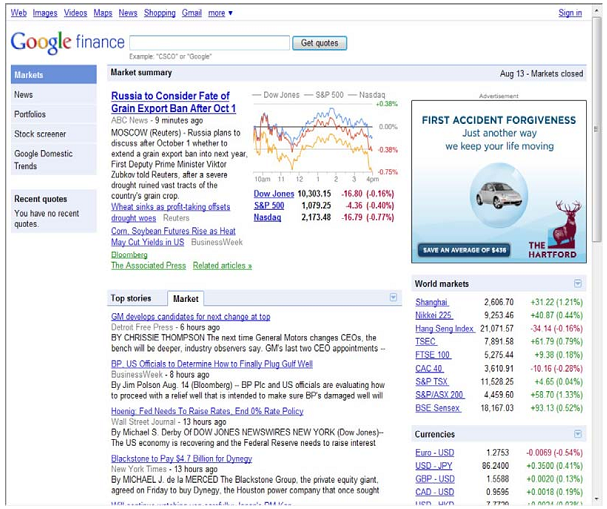 Web Images Videos Maps News Shopping Gmail more ▼ Sign in
Google finance
Get quotes
Example: "CSCO" or "Google"
Markets
News
Portfolios
Stock screener
Google Domestic
Trends
Recent quotes
You have no recent
quotes.
Market summary Aug 13 - Markets closed
Russia to Consider Fate of
Grain Export Ban After Oct 1
ABC News - 9 minutes ago
MOSCOW (Reuters) - Russia plans to
discuss after October 1 whether to
extend a grain export ban into next year,
First Deputy Prime Minister Viktor
Zubkov told Reuters, after a severe
drought ruined vast tracts of the
country's grain crop.
Wheat sinks as profit-taking offsets
drought woes Reuters
Corn, Soybean Futures Rise as Heat
May Cut Yields in US BusinessWeek
Bloomberg
The Associated Press Related articles »
Dow Jones S&P 500 Nasdaq
+0.38%
0.00%
-0.38%
-0.75%
10am 11 12 1 2 3 4pm
Dow Jones 10,303.15 -16.80 (-0.16%)
S&P 500 1,079.25 -4.36 (-0.40%)
Nasdaq 2,173.48 -16.79 (-0.77%)
Advertisement
FIRST ACCIDENT FORGIVENESS
Just another way
we keep your life moving
SAVE AN AVERAGE OF $436
THE
HARTFORD
Top stories Market
GM develops candidates for next change at top
Detroit Free Press - 6 hours ago
BY CHRISSIE THOMPSON The next time General Motors changes CEOs, the
bench will be deeper, industry observers say. GM's last two CEO appointments --
BP, US Officials to Determine How to Finally Plug Gulf Well
BusinessWeek - 8 hours ago
By Jim Polson Aug. 14 (Bloomberg) -- BP Plc and US officials are evaluating how
to proceed with a relief well that is intended to make sure BP's damaged well will
Hoenig: Fed Needs To Raise Rates, End 0% Rate Policy
Wall Street Journal - 13 hours ago
By Michael S. Derby Of DOW JONES NEWSWIRES NEW YORK (Dow Jones)--
The US economy is recovering and the Federal Reserve needs to raise interest
Blackstone to Pay $4.7 Billion for Dynegy
New York Times - 13 hours ago
By MICHAEL J. de la MERCED The Blackstone Group, the private equity giant,
agreed on Friday to buy Dynegy, the Houston power company that once sought
World markets
Shanghai 2,606.70 +31.22 (1.21%)
Nikkei 225 9,253.46 +40.87 (0.44%)
Hang Seng Index 21,071.57 -34.14 (-0.16%)
TSEC 7,891.58 +61.79 (0.79%)
FTSE 100 5,275.44 +9.38 (0.18%)
CAC 40 3,610.91 -10.16 (-0.28%)
S&P TSX 11,528.25 +4.65 (0.04%)
S&P/ASX 200 4,459.60 +58.70 (1.33%)
BSE Sensex 18,167.03 +93.13 (0.52%)
Currencies
Euro - USD 1.2753 -0.0069 (-0.54%)
USD - JPY 86.2400 +0.3500 (0.41%)
GBP - USD 1.5588 +0.0020 (0.13%)
CAD - USD 0.9598 +0.0018 (0.19%)